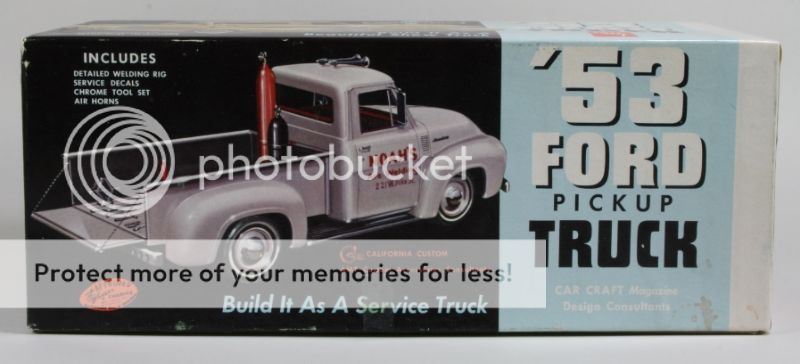 INCLUDES
DETAILED WELDING RIG
SERVICE DECALS
CHROME TOOL SET
AIR HORNS
photobucket
NOAH'S
CALIFORNIA CUSTOM
Protect more of your memories for less!
Build It As A Service Truck
'53
FORD
PICKUP
TRUCK
CAR CRAFT Magazine
Design Consultants